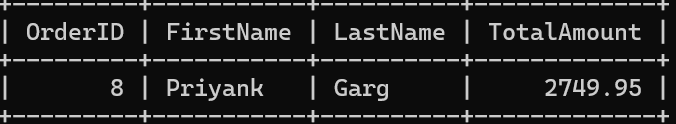 | OrderID | FirstName | LastName | TotalAmount |
| 8 | Priyank | Garg | 2749.95 |